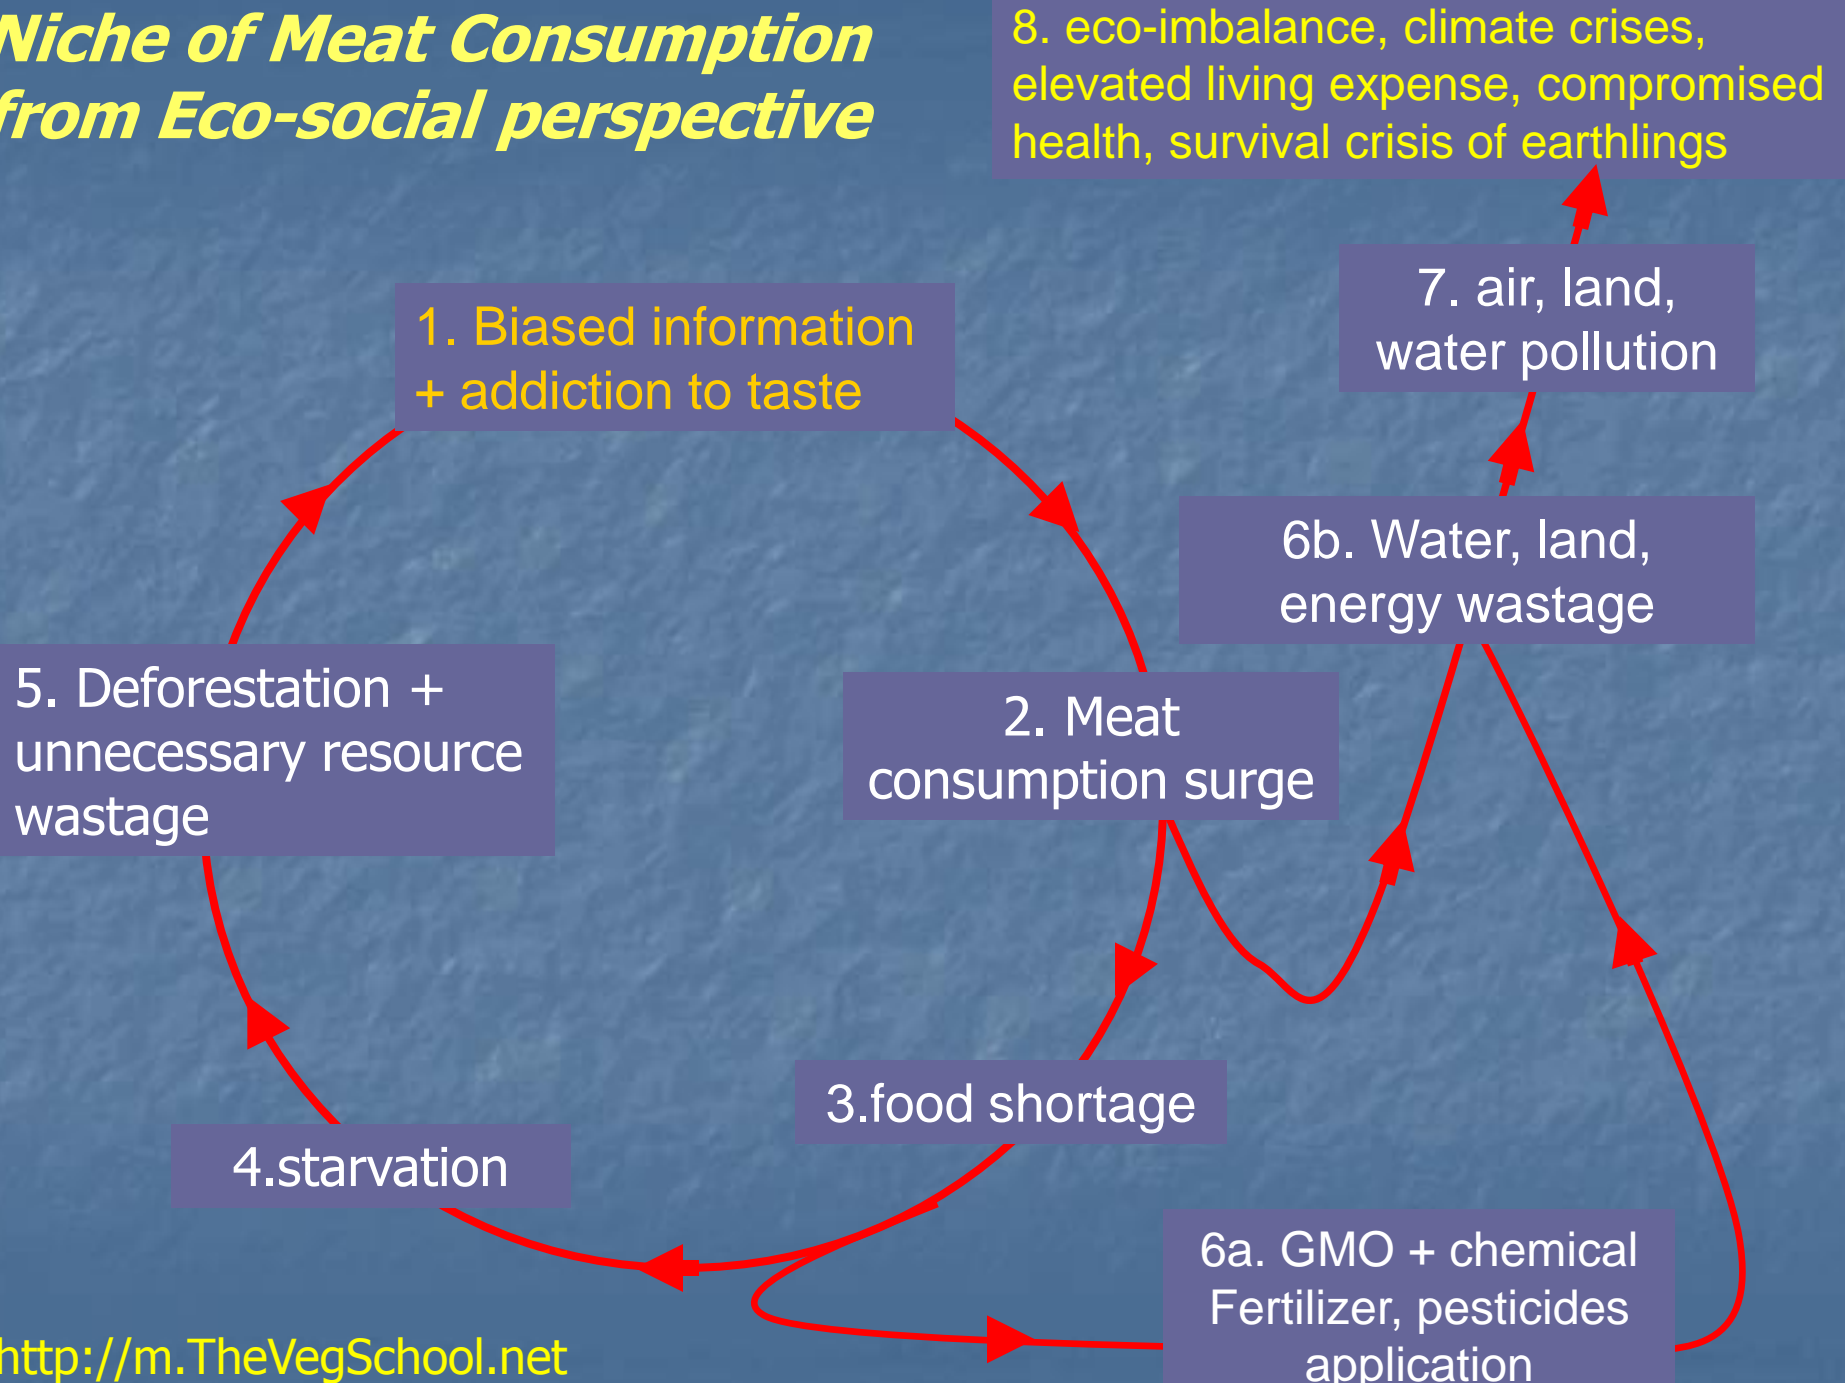 Niche of Meat Consumption
from Eco-social perspective
8. eco-imbalance, climate crises,
elevated living expense, compromised
health, survival crisis of earthlings
7. air, land,
water pollution
1. Biased information
+ addiction to taste
6b. Water, land,
energy wastage
5. Deforestation +
unnecessary resource
wastage
2. Meat
consumption surge
3.food shortage
4.starvation
6a. GMO + chemical
Fertilizer, pesticides
application
http://m.TheVegSchool.net